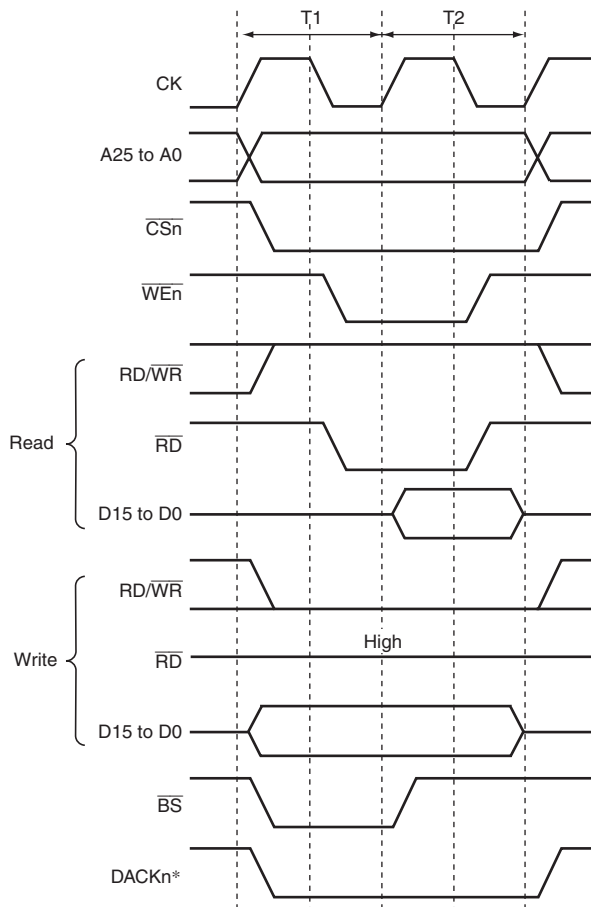 T1 T2
CK
A25 to A0
CSn
WEn
RD/WR
Read
RD
D15 to D0
RD/WR
High
Write
RD
D15 to D0
BS
DACKn*